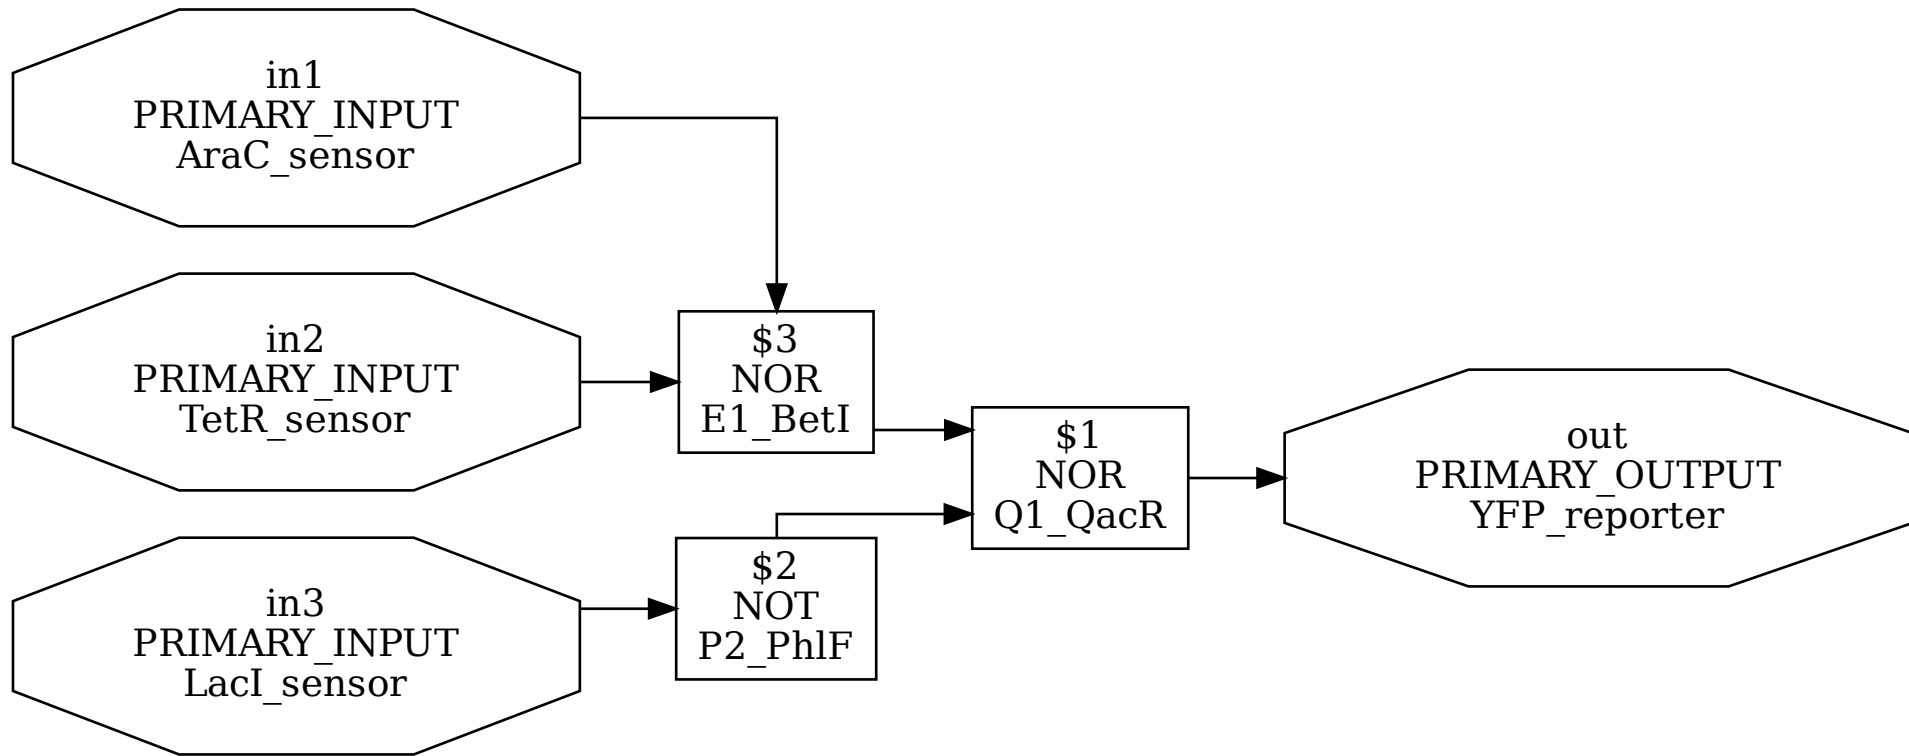 in1
PRIMARY_INPUT
AraC_sensor
in2
PRIMARY_INPUT
TetR_sensor
in3
PRIMARY_INPUT
LacI_sensor
$3
NOR
E1_BetI
$2
NOT
P2_PhlF
$1
NOR
Q1_QacR
out
PRIMARY_OUTPUT
YFP_reporter